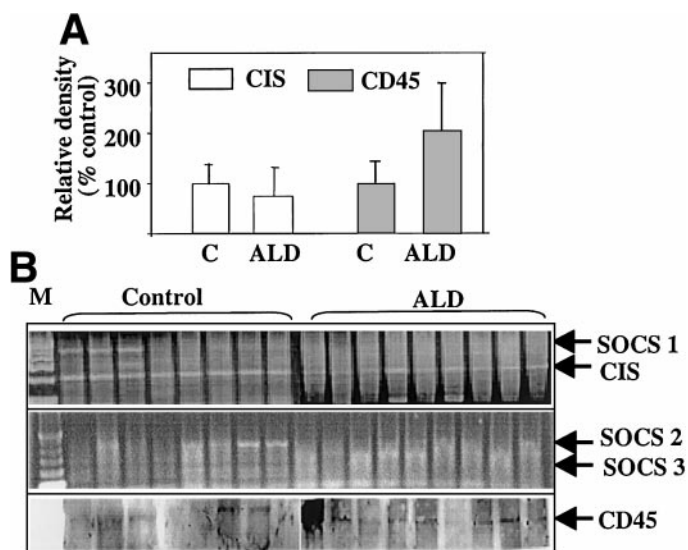 A
Relative density
(% control)
300
200
100
CIS
CD45
C
ALD
C
ALD
B
M
Control
ALD
SOCS 1
CIS
SOCS 2
SOCS 3
CD45